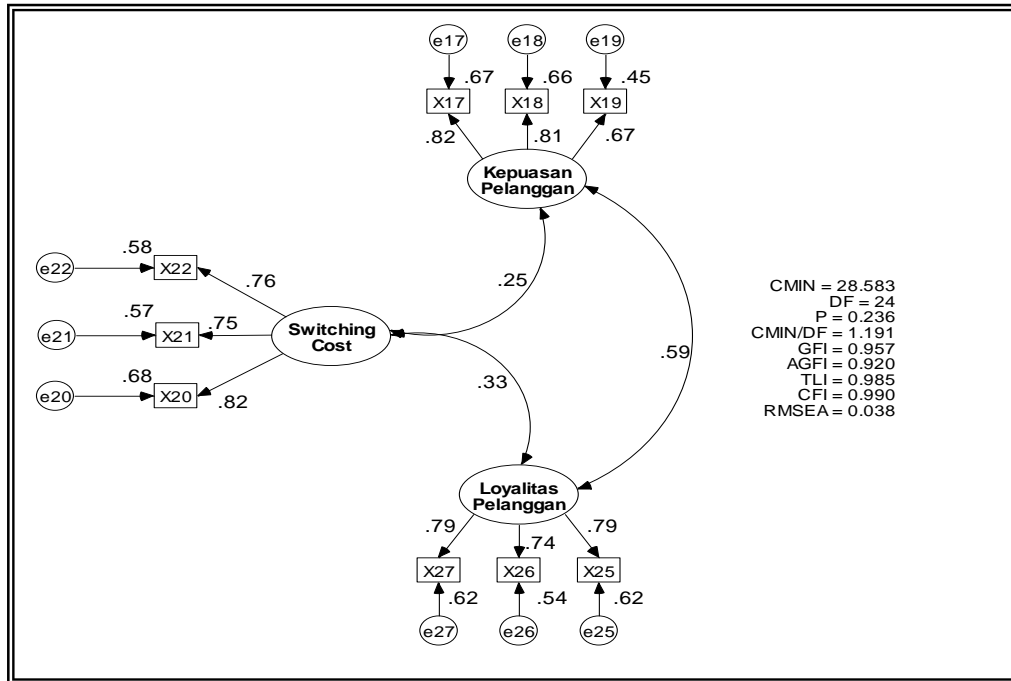 e17 e18 e19
.67 .66 .45
X17 X18 X19
.82 .81 .67
Kepuasan
Pelanggan
.58
e22 X22
.76
.25
.57
e21 X21 .75
Switching
Cost
.68
e20 X20
.82
.33
.59
CMIN = 28.583
DF = 24
P = 0.236
CMIN/DF = 1.191
GFI = 0.957
AGFI = 0.920
TLI = 0.985
CFI = 0.990
RMSEA = 0.038
Loyalitas
Pelanggan
.79 .74 .79
X27 X26 X25
.62 .54 .62
e27 e26 e25